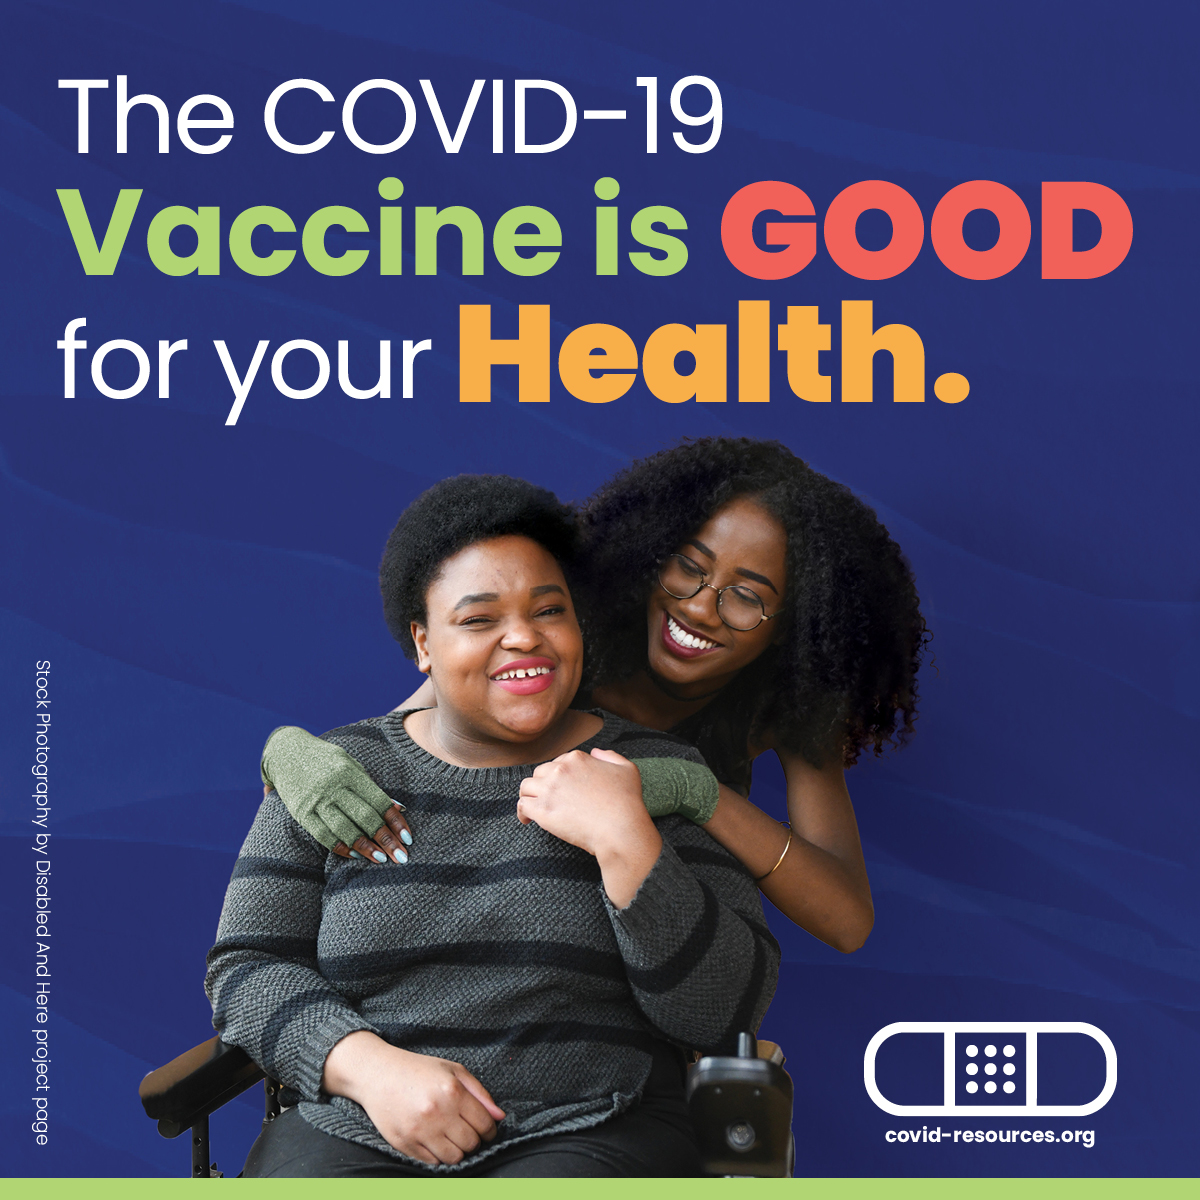 The COVID-19
Vaccine is GOOD
for your Health.
Stock Photography by Disabled And Here project page
covid-resources.org